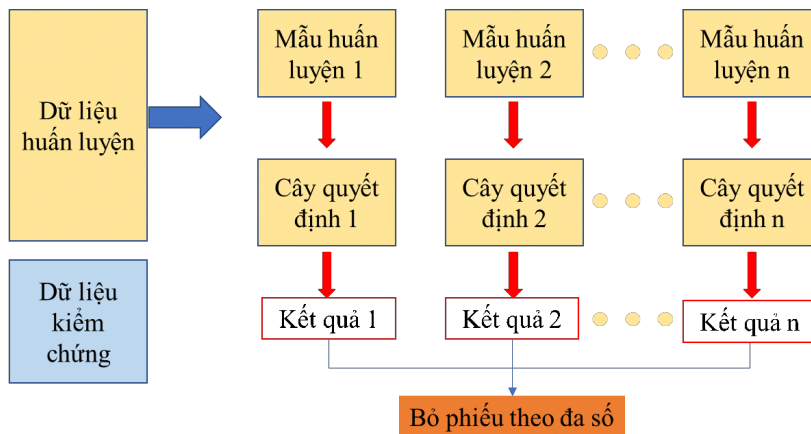 Dữ liệu
huấn luyện
Mẫu huấn
luyện 1
Mẫu huấn
luyện 2
Mẫu huấn
luyện n
Cây quyết
định 1
Cây quyết
định 2
Cây quyết
định n
Dữ liệu
kiểm
chứng
Kết quả 1
Kết quả 2
Kết quả n
Bỏ phiếu theo đa số